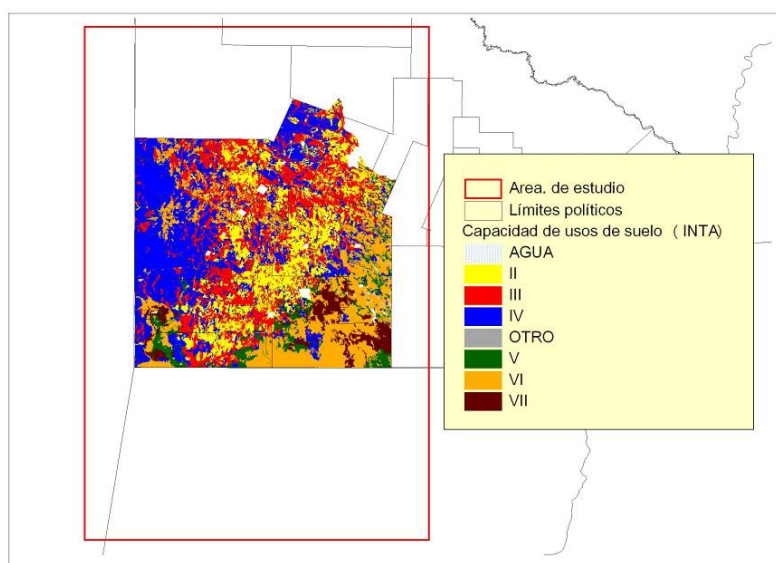 Area. de estudio
Límites políticos
Capacidad de usos de suelo ( INTA)
AGUA
II
III
IV
OTRO
V
VI
VII